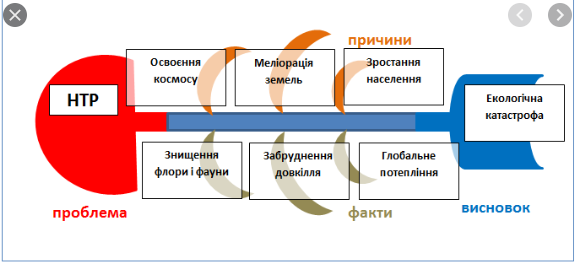 причини
Освоєння
космосу
Меліорація
земель
Зростання
населення
НТР
Екологічна
катастрофа
Знищення
флори і фауни
Забруднення
довкілля
Глобальне
потепління
проблема
факти
висновок